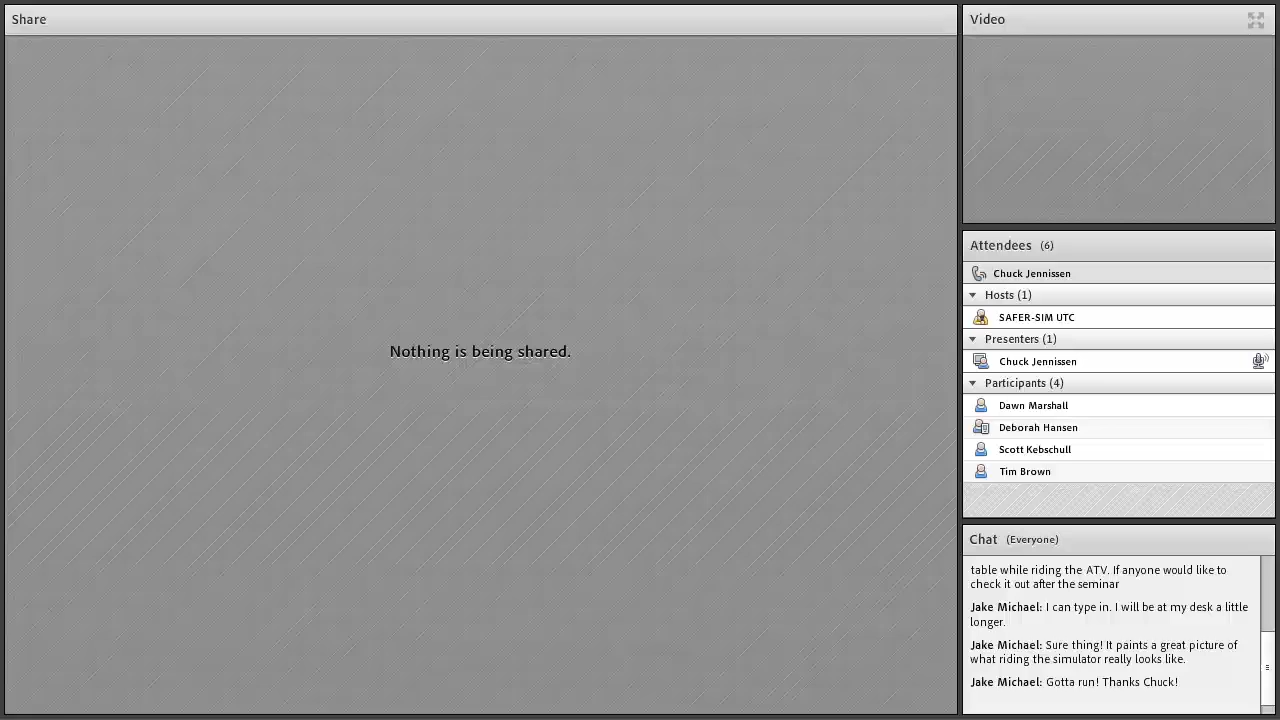 Share
Nothing is being shared.
Video
Attendees (6)
Chuck Jennissen
Hosts (1)
SAFER-SIM UTC
Presenters (1)
Chuck Jennissen
Participants (4)
Dawn Marshall
Deborah Hansen
Scott Kebschull
Tim Brown
Chat (Everyone)
table while riding the ATV. If anyone would like to
check it out after the seminar
Jake Michael: I can type in. I will be at my desk a little
longer.
Jake Michael: Sure thing! It paints a great picture of
what riding the simulator really looks like.
Jake Michael: Gotta run! Thanks Chuck!